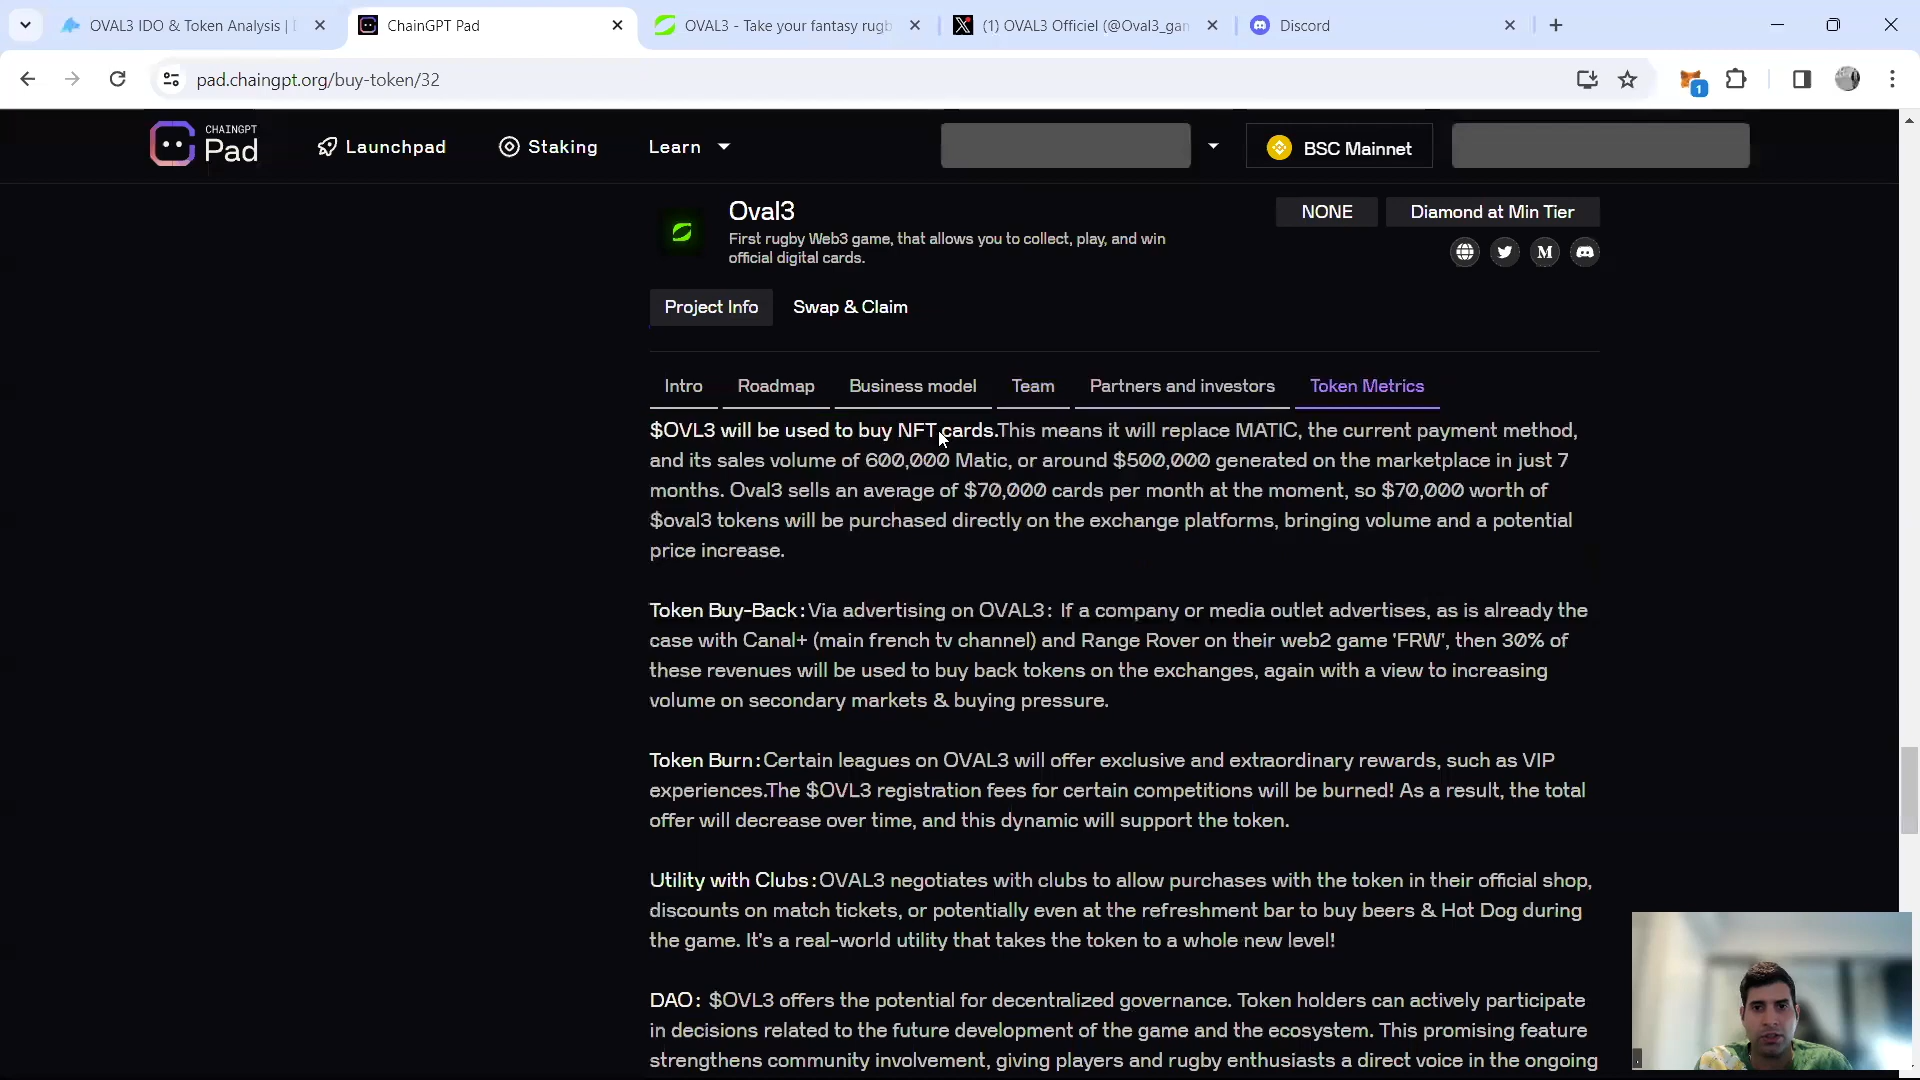 OVAL3 IDO & Token Analysis |
ChainGPT Pad
OVAL3 - Take your fantasy rugb
(1) OVAL3 Officiel (@Oval3_gan
Discord
pad.chaingpt.org/buy-token/32
1
CHAINGPT
Pad
Launchpad
Staking
Learn
BSC Mainnet
Oval3
NONE
Diamond at Min Tier
First rugby Web3 game, that allows you to collect, play, and win
official digital cards.
M
Project Info
Swap & Claim
Intro
Roadmap
Business model
Team
Partners and investors
Token Metrics
$OVL3 will be used to buy NFT cards.This means it will replace MATIC, the current payment method,
and its sales volume of 600,000 Matic, or around $500,000 generated on the marketplace in just 7
months. Oval3 sells an average of $70,000 cards per month at the moment, so $70,000 worth of
$oval3 tokens will be purchased directly on the exchange platforms, bringing volume and a potential
price increase.
Token Buy-Back: Via advertising on OVAL3: If a company or media outlet advertises, as is already the
case with Canal+ (main french tv channel) and Range Rover on their web2 game 'FRW', then 30% of
these revenues will be used to buy back tokens on the exchanges, again with a view to increasing
volume on secondary markets & buying pressure.
Token Burn: Certain leagues on OVAL3 will offer exclusive and extraordinary rewards, such as VIP
experiences.The $OVL3 registration fees for certain competitions will be burned! As a result, the total
offer will decrease over time, and this dynamic will support the token.
Utility with Clubs: OVAL3 negotiates with clubs to allow purchases with the token in their official shop,
discounts on match tickets, or potentially even at the refreshment bar to buy beers & Hot Dog during
the game. It's a real-world utility that takes the token to a whole new level!
DAO: $OVL3 offers the potential for decentralized governance. Token holders can actively participate
in decisions related to the future development of the game and the ecosystem. This promising feature
strengthens community involvement, giving players and rugby enthusiasts a direct voice in the ongoing